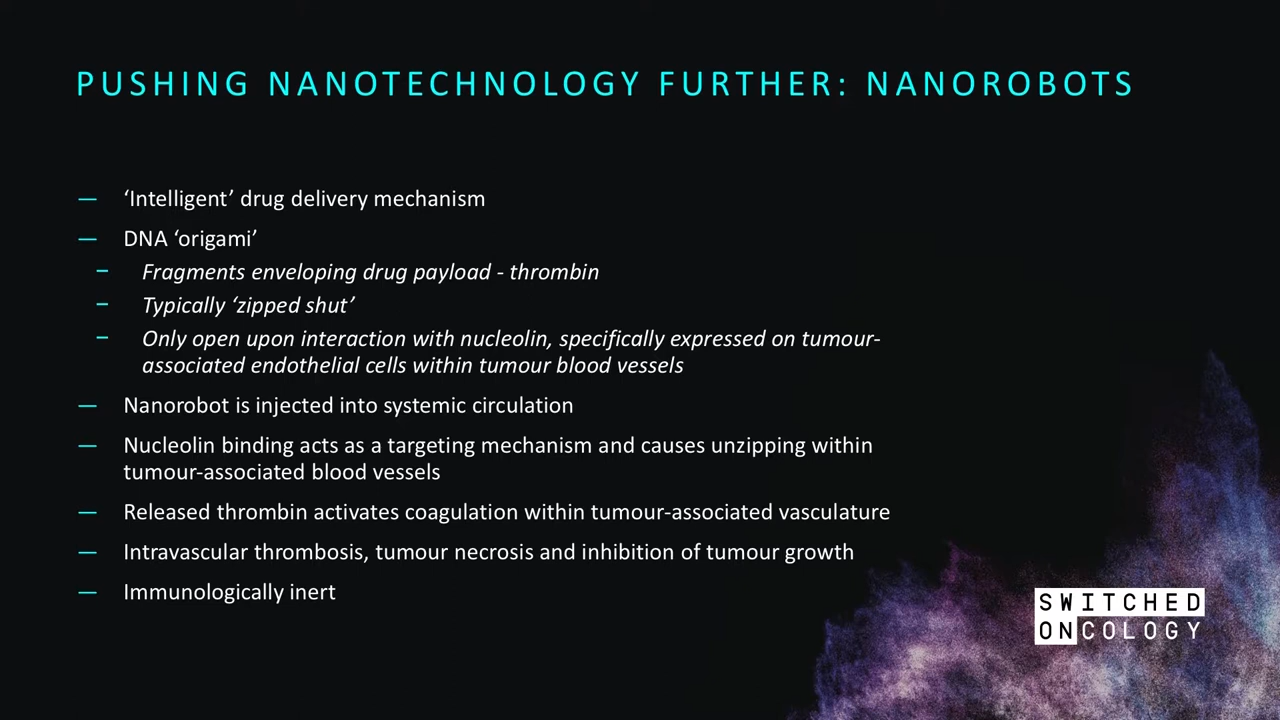 PUSHING NANOTECHNOLOGY FURTHER: NANOROBOTS
— ‘Intelligent’ drug delivery mechanism
— DNA ‘origami’
– Fragments enveloping drug payload - thrombin
– Typically ‘zipped shut’
– Only open upon interaction with nucleolin, specifically expressed on tumour-
associated endothelial cells within tumour blood vessels
— Nanorobot is injected into systemic circulation
— Nucleolin binding acts as a targeting mechanism and causes unzipping within
tumour-associated blood vessels
— Released thrombin activates coagulation within tumour-associated vasculature
— Intravascular thrombosis, tumour necrosis and inhibition of tumour growth
— Immunologically inert
SWITCHED
ONCOLOGY